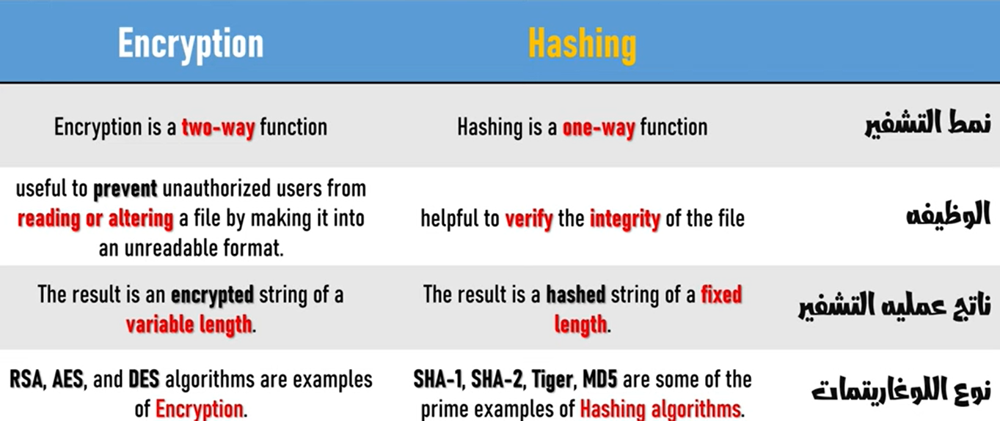 Encryption
Hashing
Encryption is a two-way function
Hashing is a one-way function
نمط التشفير
useful to prevent unauthorized users from
reading or altering a file by making it into
an unreadable format.
helpful to verify the integrity of the file
الوظيفه
The result is an encrypted string of a
variable length.
The result is a hashed string of a fixed
length.
ناتج عمليه التشفير
RSA, AES, and DES algorithms are examples
of Encryption.
SHA-1, SHA-2, Tiger, MD5 are some of the
prime examples of Hashing algorithms.
نوع اللوغاريتمات